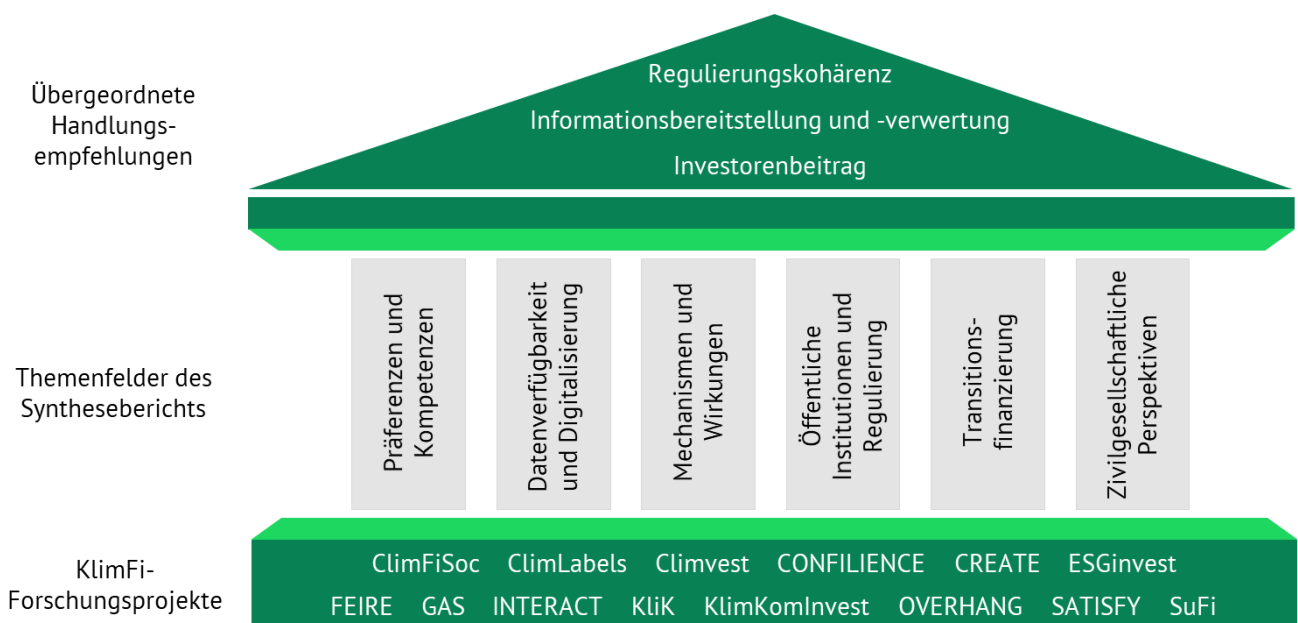 Übergeordnete
Handlungs-
empfehlungen
Regulierungskohärenz
Informationsbereitstellung und -verwertung
Investorenbeitrag
Themenfelder des
Syntheseberichts
Präferenzen und
Kompetenzen
Datenverfügbarkeit
und Digitalisierung
Mechanismen und
Wirkungen
Öffentliche
Institutionen und
Regulierung
Transitions-
finanzierung
Zivilgesellschaftliche
Perspektiven
KlimFi-
Forschungsprojekte
ClimFiSoc ClimLabels Climvest CONFILIENCE CREATE ESGinvest
FEIRE GAS INTERACT KliK KlimKomInvest OVERHANG SATISFY SuFi